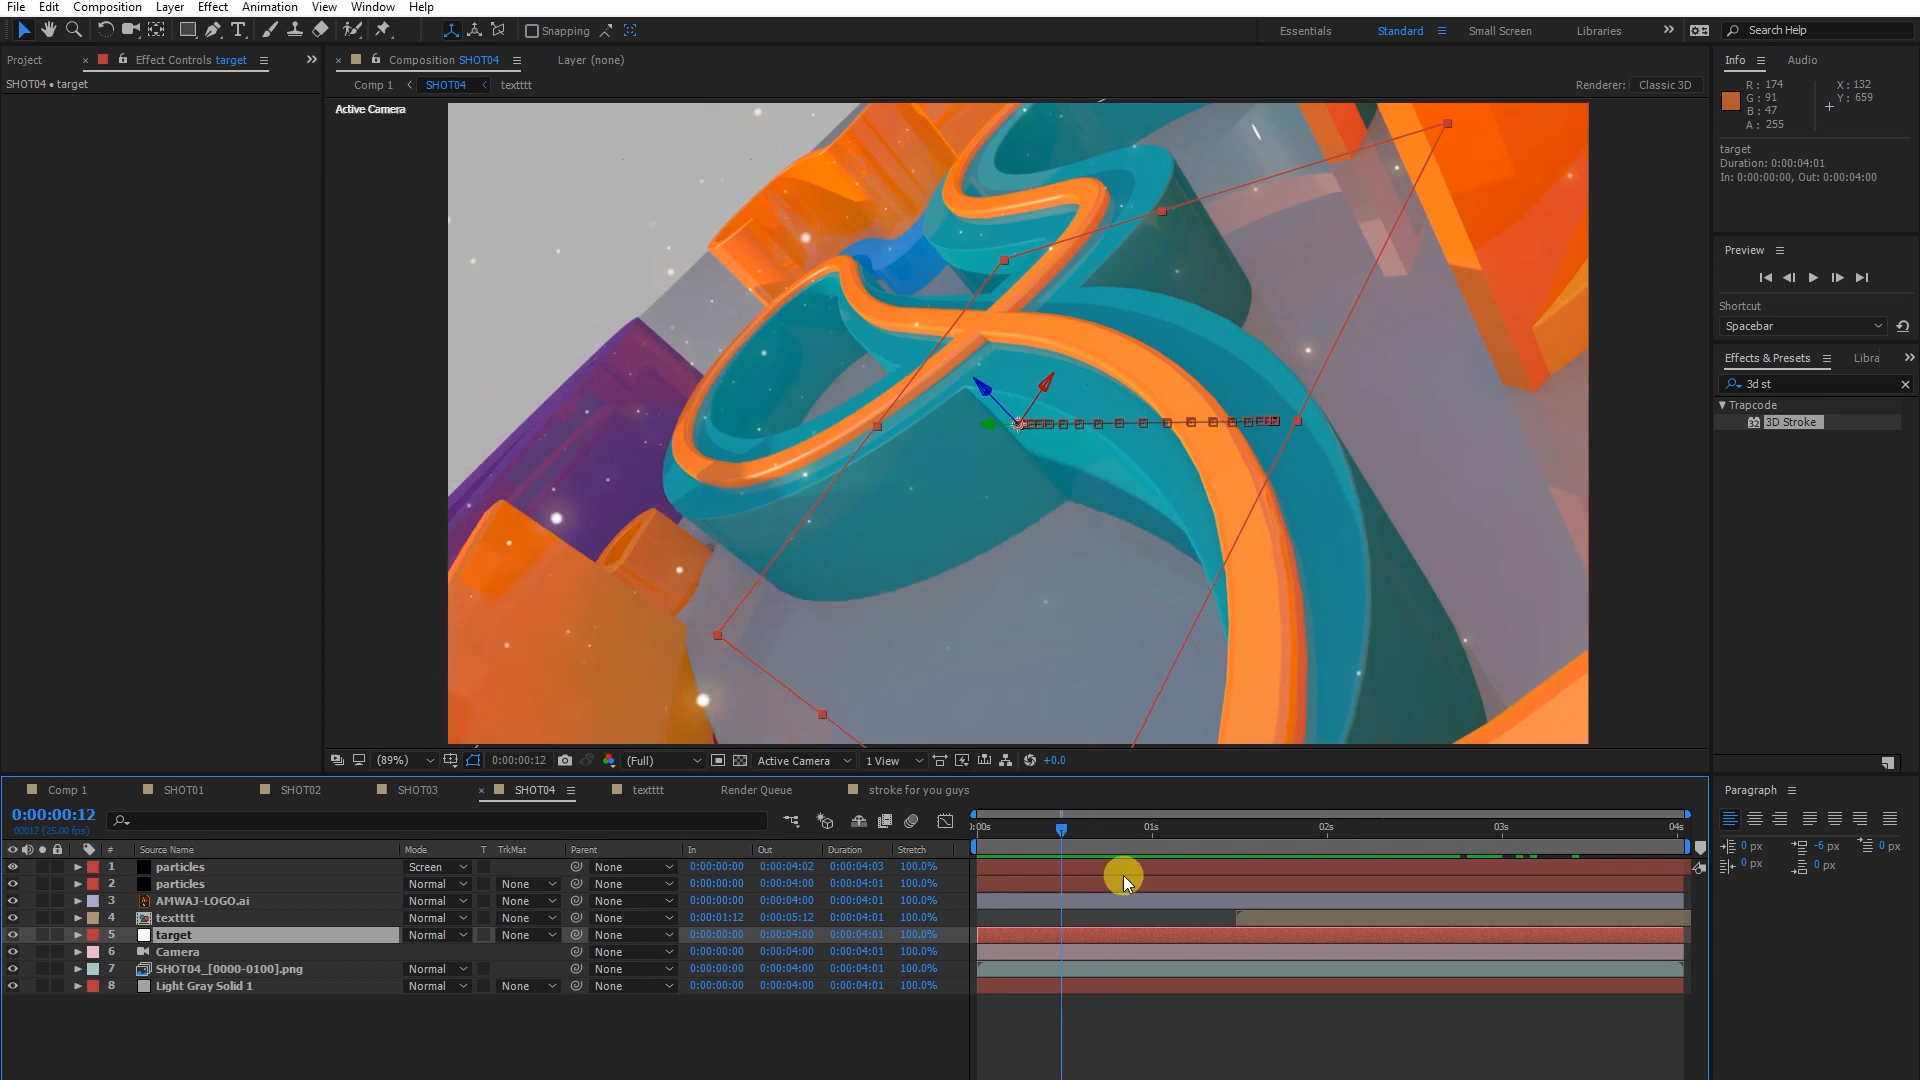 File Edit Composition Layer Effect Animation View Window Help
Snapping Essentials Standard Small Screen Libraries Search Help
Project Effect Controls target Composition SHOT04 Layer (none) Info Audio
SHOT04 • target Comp 1 SHOT04 textttt Renderer: Classic 3D
Active Camera
R: 174 X: 132
G: 91 Y: 659
B: 47
A: 255
target
Duration: 0:00:04:01
In: 0:00:00:00, Out: 0:00:04:00
Preview
Shortcut
Spacebar
Effects & Presets Libra
3d st
Trapcode
32 3D Stroke
(89%) 0:00:00:12 (Full) Active Camera 1 View +0.0
Comp 1 SHOT01 SHOT02 SHOT03 SHOT04 textttt Render Queue stroke for you guys
Paragraph
0:00:00:12
00017 (25.00 fps)
:00s 01s 02s 03s 04s
# Source Name Mode T TrkMat Parent In Out Duration Stretch
1 particles Screen None 0:00:00:00 0:00:04:02 0:00:04:03 100.0%
2 particles Normal None None 0:00:00:00 0:00:04:00 0:00:04:01 100.0%
3 AMWAJ-LOGO.ai Normal None None 0:00:00:00 0:00:04:00 0:00:04:01 100.0%
4 textttt Normal None None 0:00:01:12 0:00:05:12 0:00:04:01 100.0%
5 target Normal None None 0:00:00:00 0:00:04:00 0:00:04:01 100.0%
6 Camera None 0:00:00:00 0:00:04:00 0:00:04:01 100.0%
7 SHOT04_[0000-0100].png Normal None 0:00:00:00 0:00:04:00 0:00:04:01 100.0%
8 Light Gray Solid 1 Normal None None 0:00:00:00 0:00:04:00 0:00:04:01 100.0%
0 px -6 px 0 px
0 px 0 px